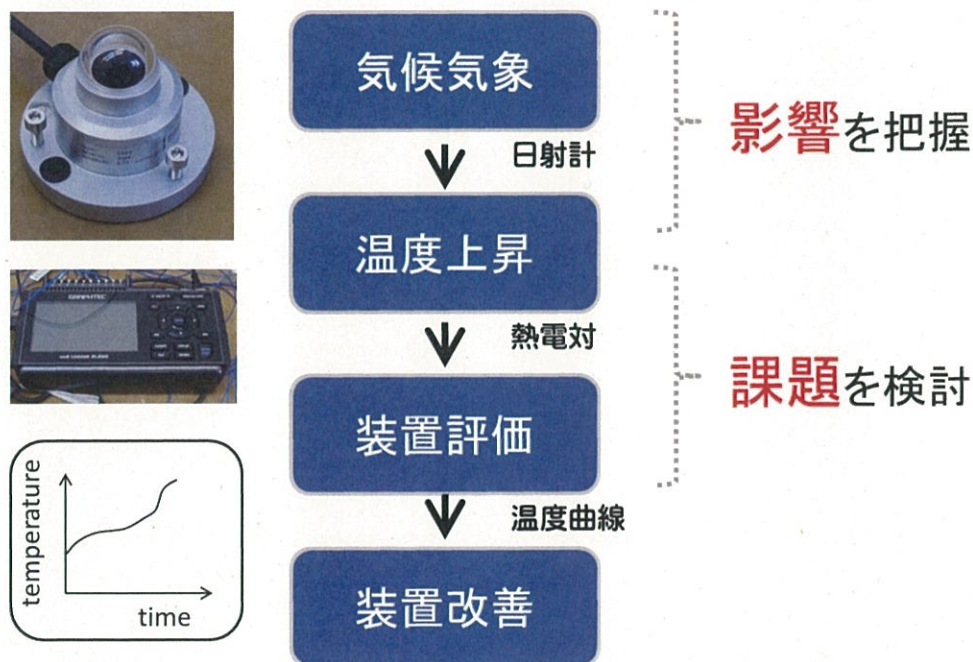 気候気象
日射計
影響を把握
温度上昇
熱電対
課題を検討
装置評価
温度曲線
装置改善
GRAPHTEC
temperature
time